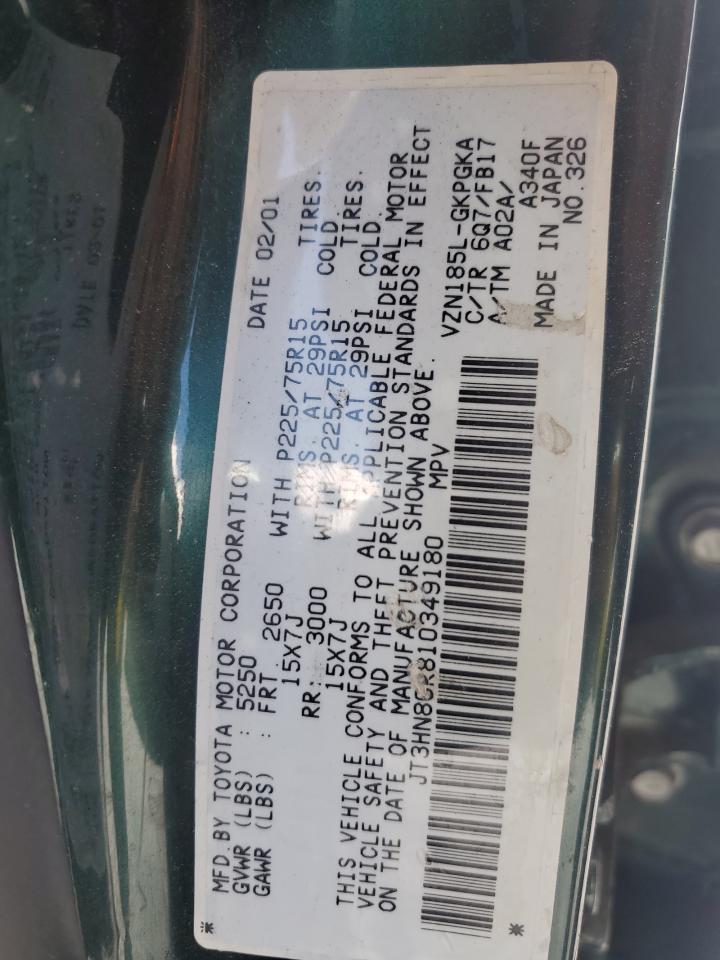 MFD. BY TOYOTA MOTOR CORPORATION DATE 02/01
GVWR (LBS) : 5250
GAWR (LBS) : FRT 2650 WITH P225/75R15 TIRES.
15X7J RIMS. AT 29PSI COLD.
RR: 3000 WITH P225/75R15 TIRES.
15X7J RIMS. AT 29PSI COLD.
THIS VEHICLE CONFORMS TO ALL APPLICABLE FEDERAL MOTOR
VEHICLE SAFETY AND THEFT PREVENTION STANDARDS IN EFFECT
ON THE DATE OF MANUFACTURE SHOWN ABOVE.
MPV
VZN185L-GKPGKA
C/TR 6Q7/FB17
A/TM A02A/
A340F
MADE IN JAPAN
NO.326